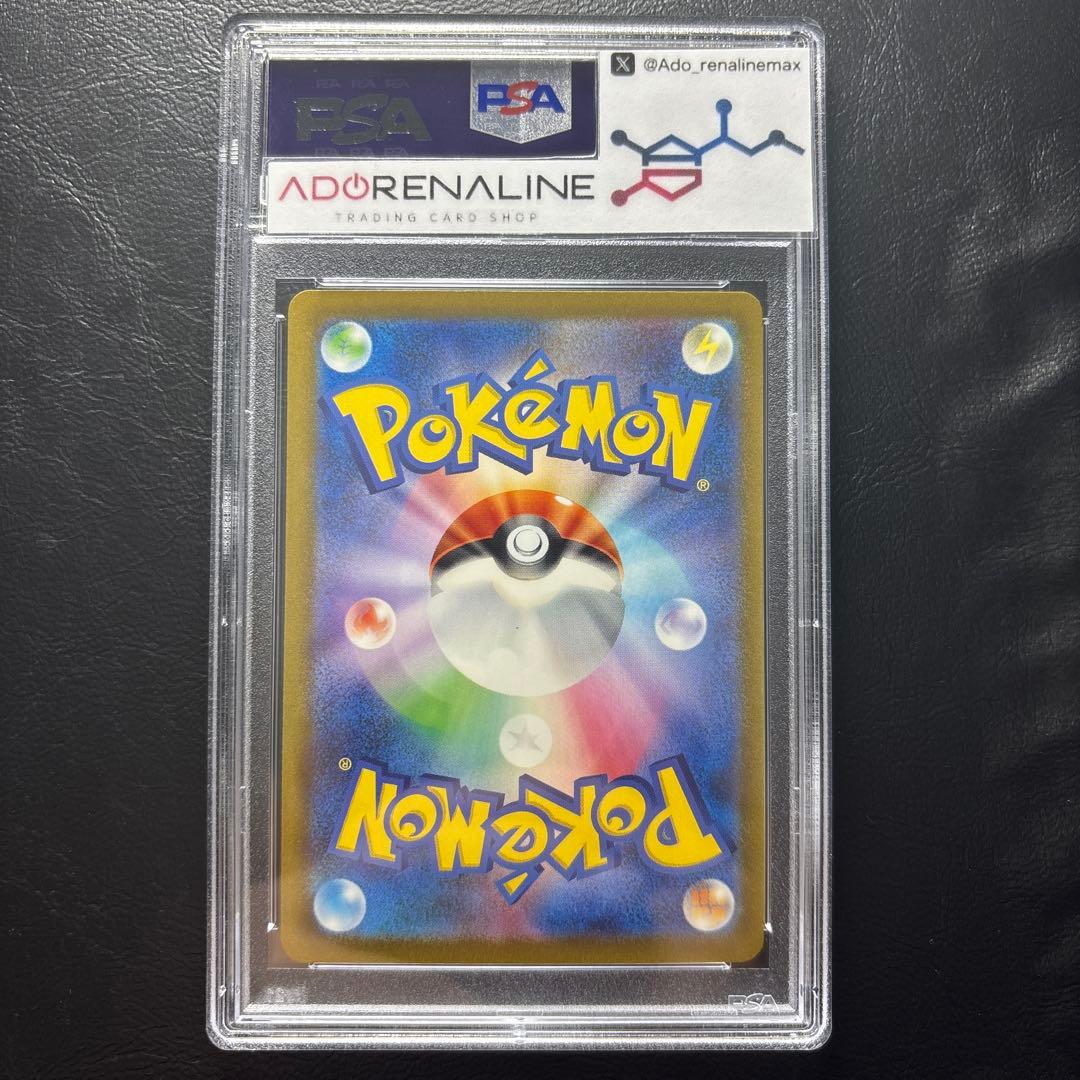 PSA
PSA
𝕏 @Ado_renalinemax
ADORENALINE
TRADING CARD SHOP
POKéMON
®
POKéMON
®
PSA